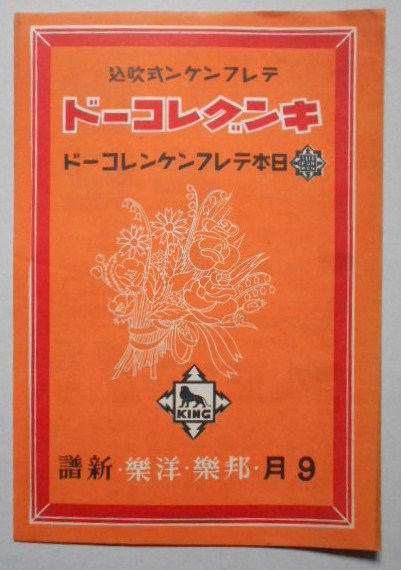 テレフンケン式吹込
キングレコード
日本テレフンケンレコード
KING
9月・邦樂・洋樂・新譜